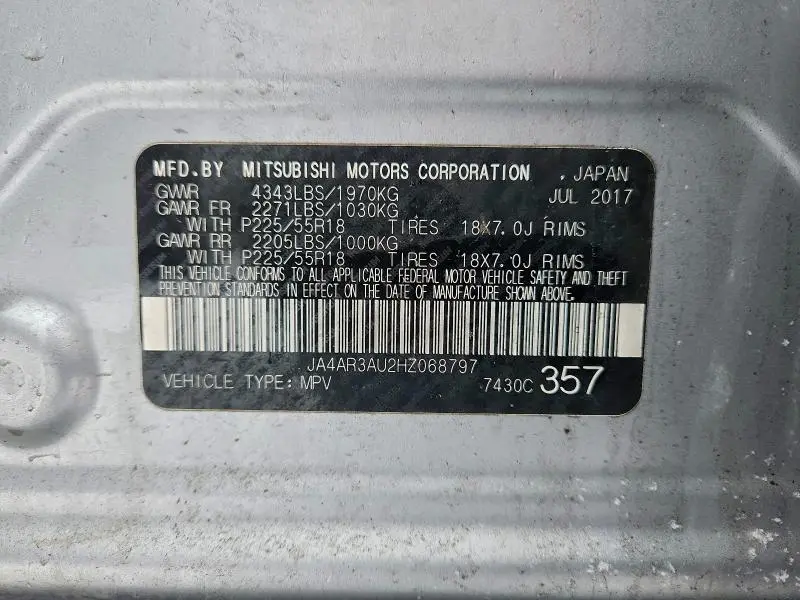 MFD.BY MITSUBISHI MOTORS CORPORATION , JAPAN
GVWR 4343LBS/1970KG JUL 2017
GAWR FR 2271LBS/1030KG
WITH P225/55R18 TIRES 18X7.0J RIMS
GAWR RR 2205LBS/1000KG
WITH P225/55R18 TIRES 18X7.0J RIMS
THIS VEHICLE CONFORMS TO ALL APPLICABLE FEDERAL MOTOR VEHICLE SAFETY AND THEFT
PREVENTION STANDARDS IN EFFECT ON THE DATE OF MANUFACTURE SHOWN ABOVE.
JA4AR3AU2HZ068797
VEHICLE TYPE: MPV 7430C 357